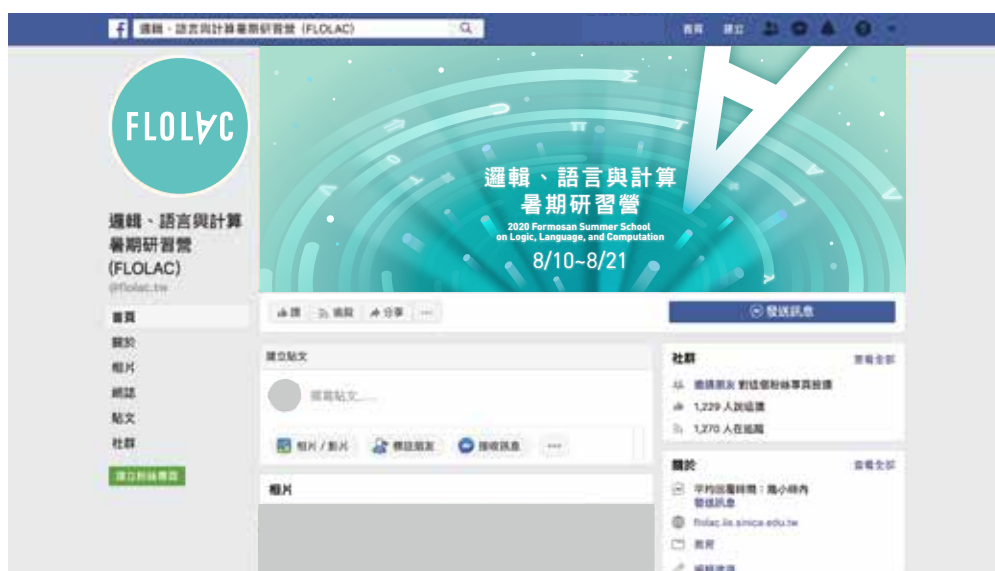 邏輯、語言與計算暑期研習營 (FLOLAC)
首頁 建立
FLOL∀C
邏輯、語言與計算
暑期研習營
(FLOLAC)
@flolac.tw
首頁
關於
相片
網誌
貼文
社群
建立粉絲專頁
邏輯、語言與計算
暑期研習營
2020 Formosan Summer School
on Logic, Language, and Computation
8/10~8/21
讚 追蹤 分享 ...
發送訊息
建立貼文
撰寫貼文......
相片 / 影片 標註朋友 接收訊息 ...
相片
社群 查看全部
邀請朋友 對這個粉絲專頁按讚
1,229 人說這讚
1,270 人在追蹤
關於 查看全部
平均回覆時間：幾小時內
發送訊息
flolac.iis.sinica.edu.tw
教育